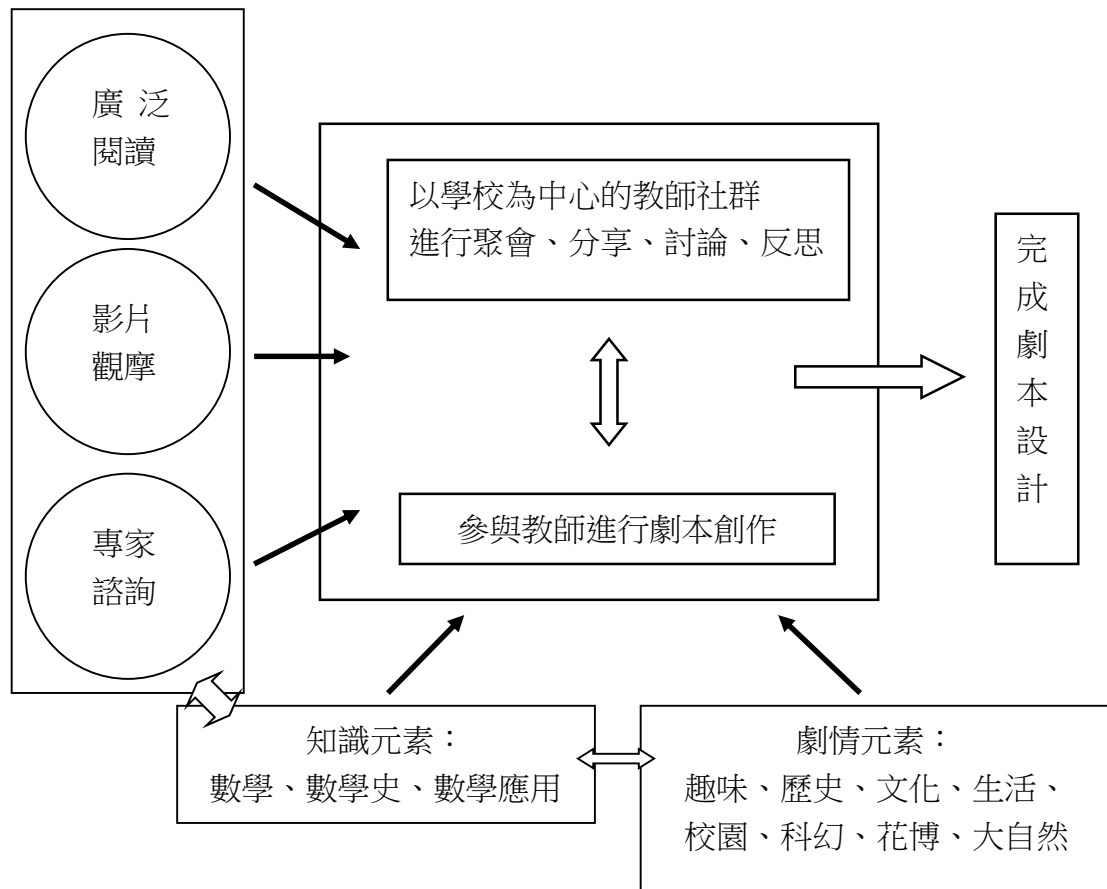 廣 泛
閱讀
影片
觀摩
專家
諮詢
以學校為中心的教師社群
進行聚會、分享、討論、反思
參與教師進行劇本創作
完
成
劇
本
設
計
知識元素：
數學、數學史、數學應用
劇情元素：
趣味、歷史、文化、生活、
校園、科幻、花博、大自然